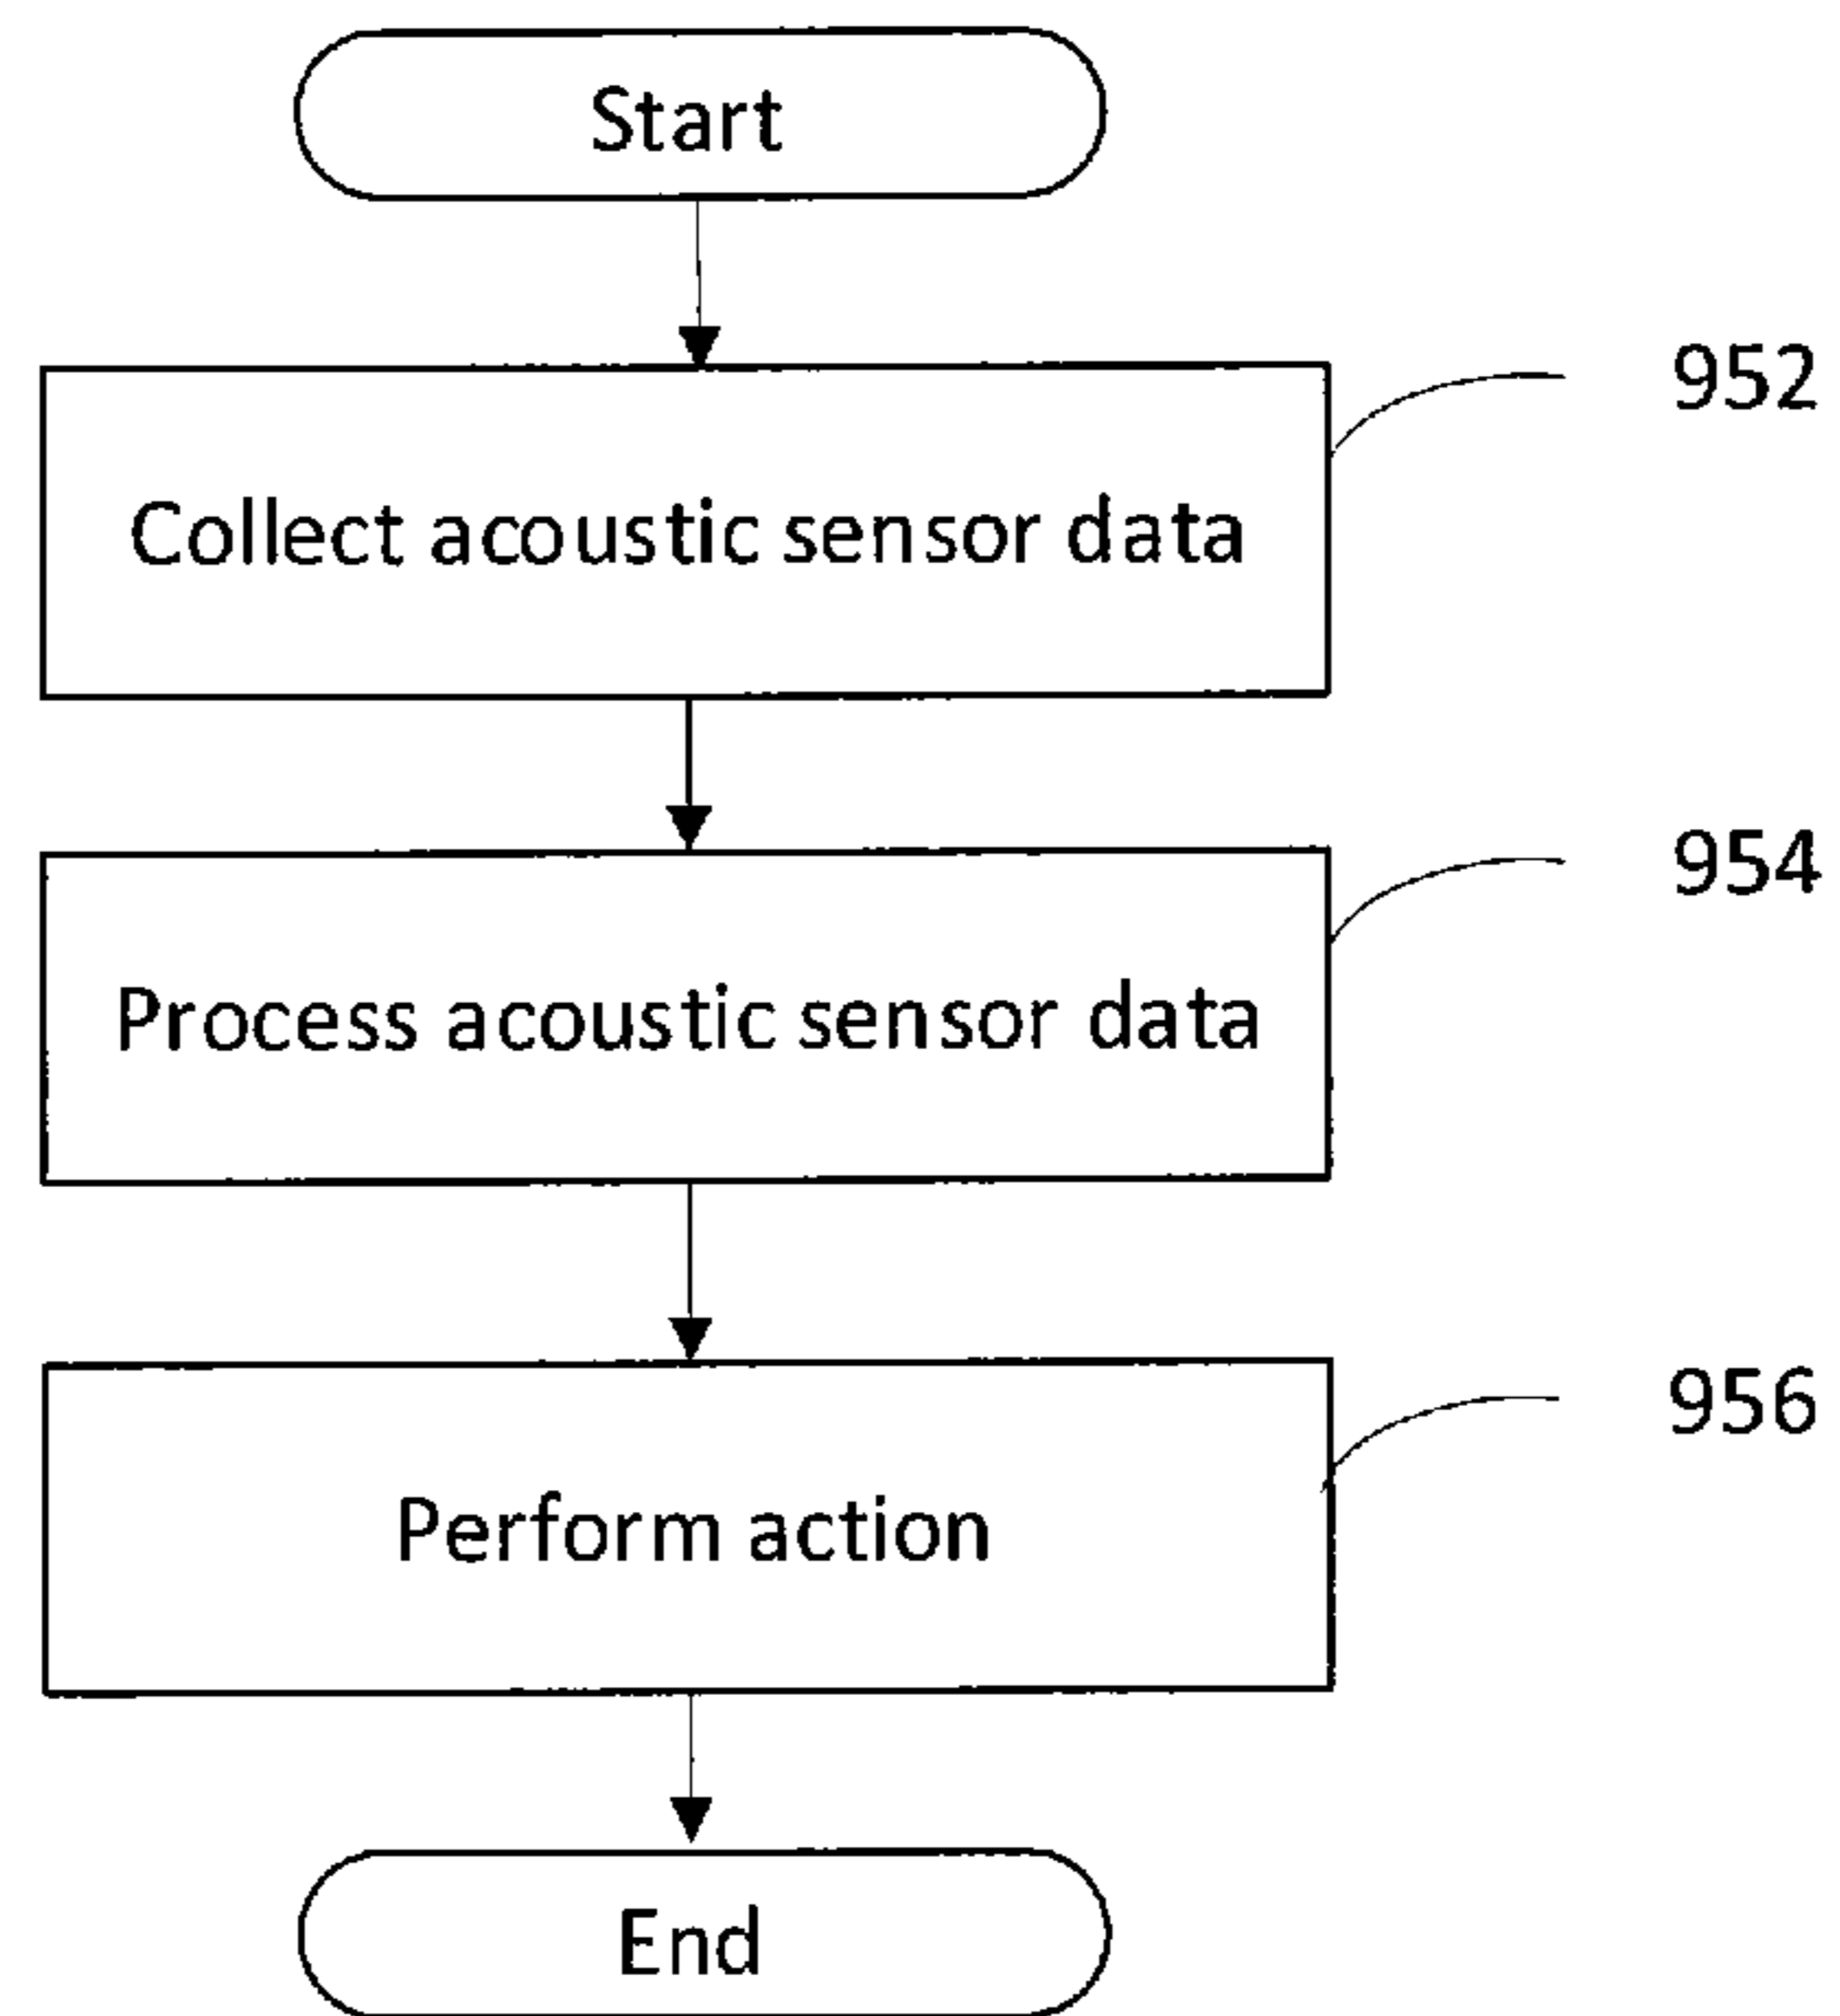 Start
952
Collect acoustic sensor data
954
Process acoustic sensor data
956
Perform action
End